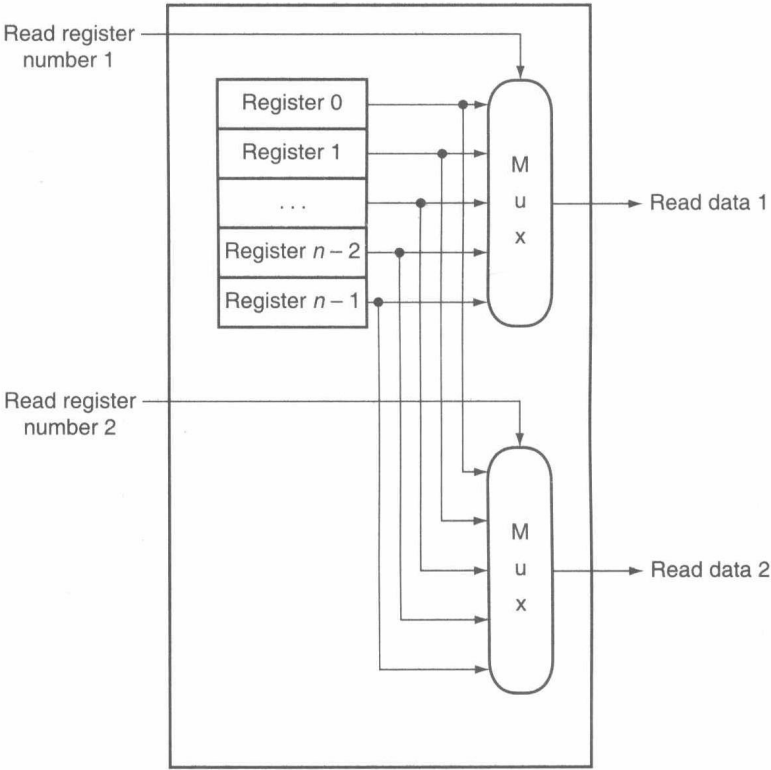 Read register
number 1
Register 0
Register 1
...
Register n – 2
Register n – 1
M
u
x
Read data 1
Read register
number 2
M
u
x
Read data 2